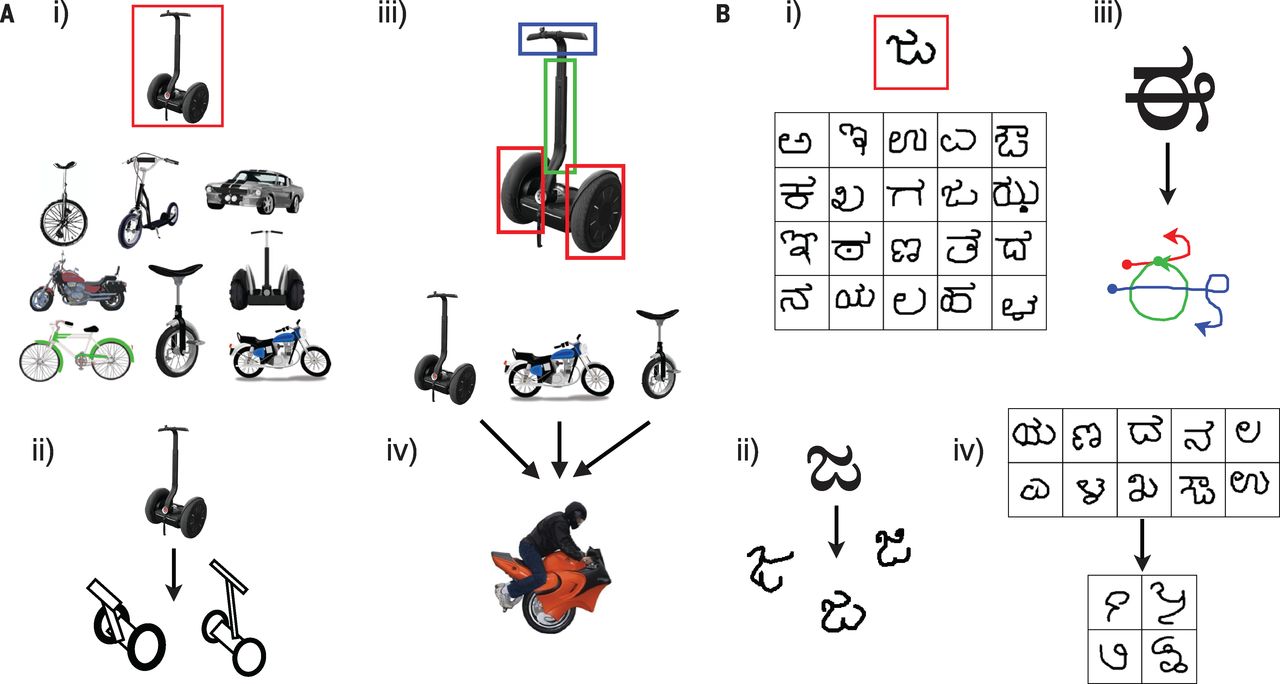 A
i)
ii)
iii)
iv)
B
i)
ಜ
ಅ ಇ ಉ ಎ ಔ
ಕ ಖ ಗ ಜ ಝ
ಞ ಠ ಣ ತ ದ
ನ ಯ ಲ ಹ ಳ
ii)
ಜ
ಜ
ಜ
ಜ
iii)
iv)
ಯ ಣ ದ ನ ಲ
ಎ ಳ ಖ ಔ ಉ